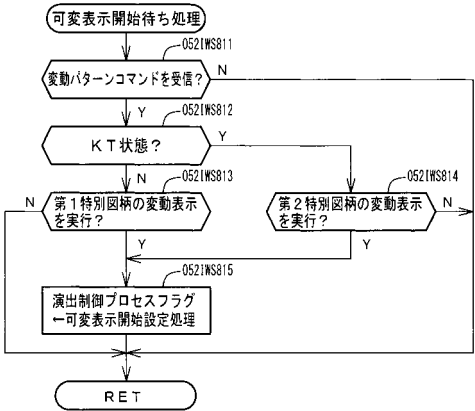 可変表示開始待ち処理
052IWS811
変動パターンコマンドを受信?
N
Y
052IWS812
KT状態?
Y
N
052IWS813
N
第1特別図柄の変動表示
を実行?
Y
052IWS814
第2特別図柄の変動表示
を実行?
N
Y
052IWS815
演出制御プロセスフラグ
←可変表示開始設定処理
RET